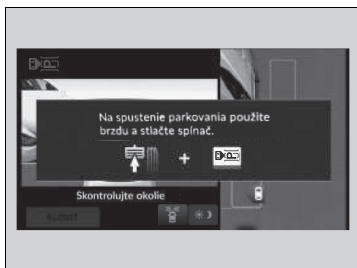 Na spustenie parkovania použite
brzdu a stlačte spínač.
+
Skontrolujte okolie